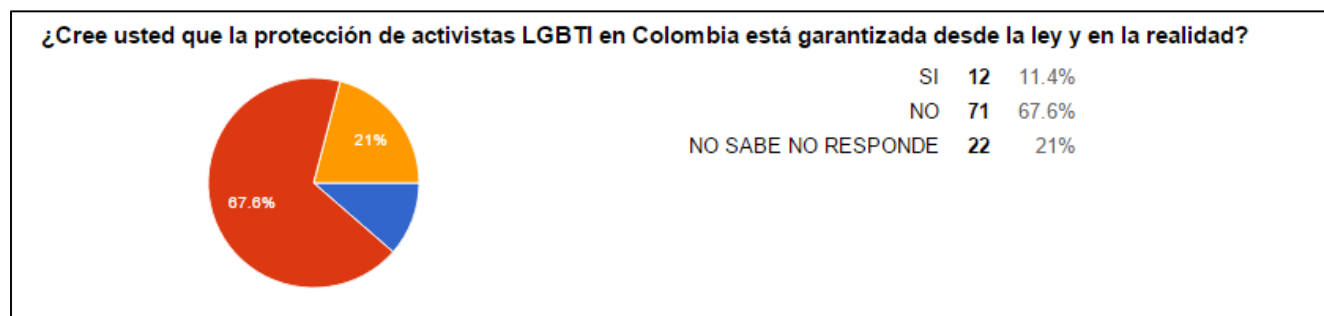 ¿Cree usted que la protección de activistas LGBTI en Colombia está garantizada desde la ley y en la realidad?
SI 12 11.4%
NO 71 67.6%
NO SABE NO RESPONDE 22 21%
21%
67.6%